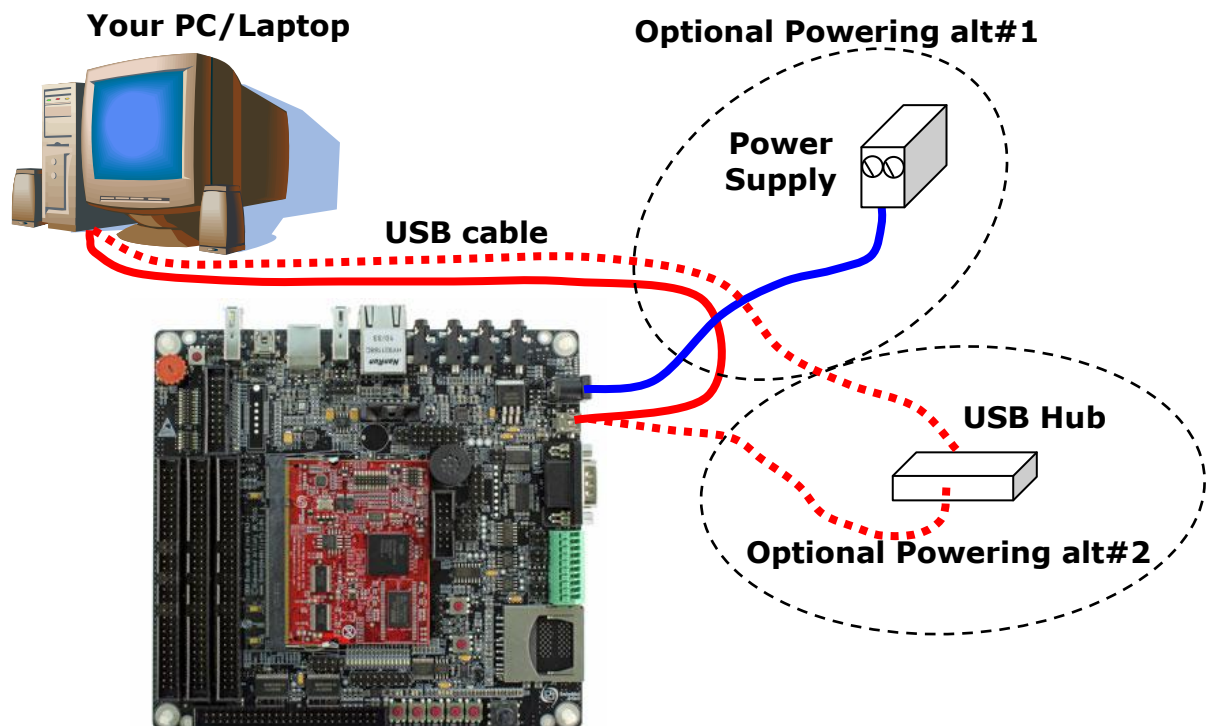 Your PC/Laptop
Optional Powering alt#1
Power
Supply
USB cable
USB Hub
Optional Powering alt#2